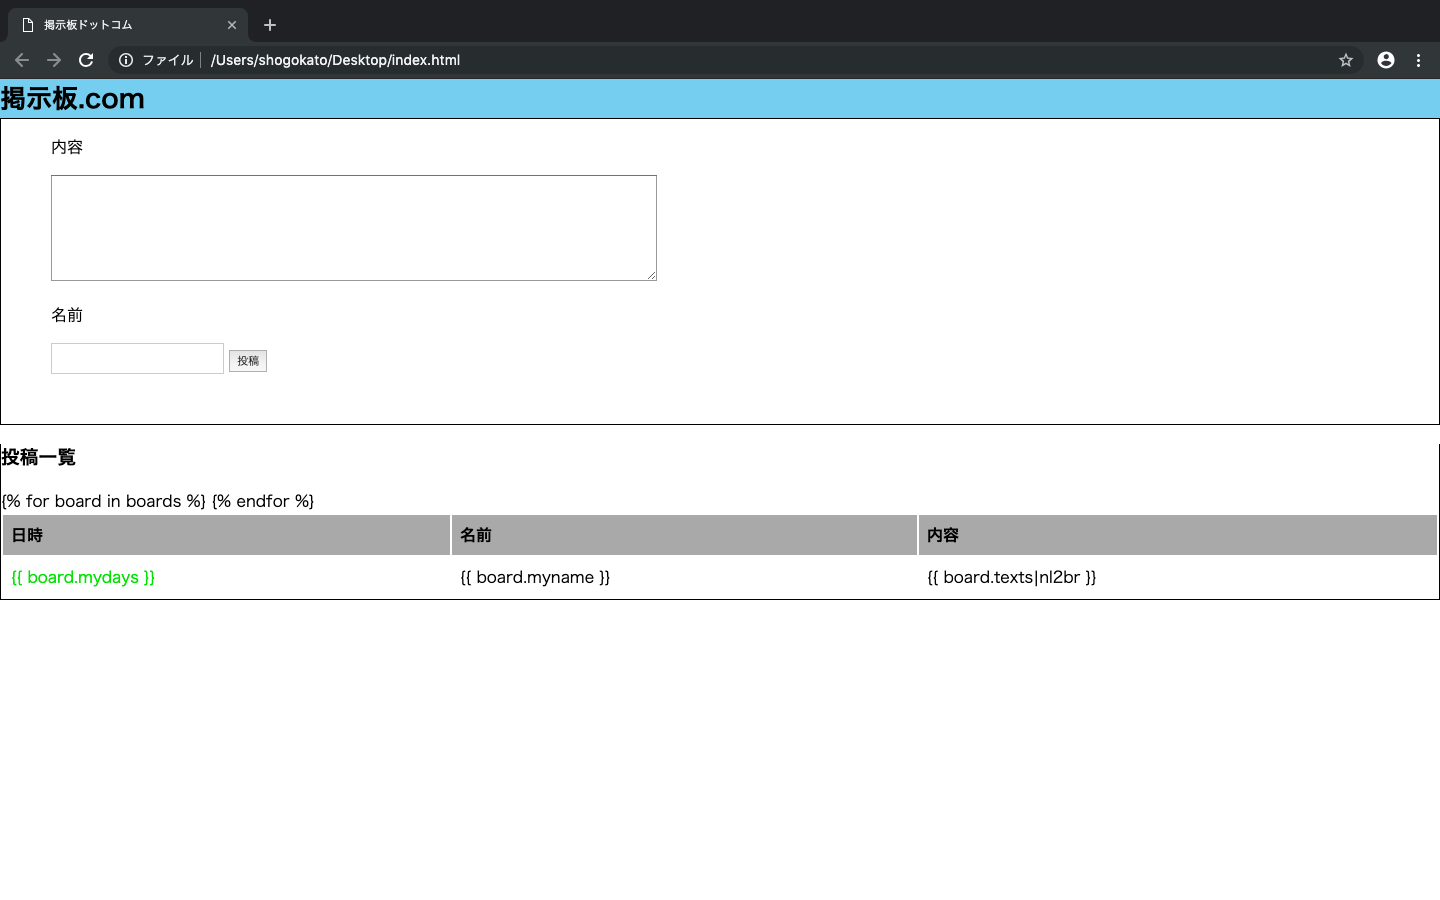 掲示板ドットコム
ファイル | /Users/shogokato/Desktop/index.html
掲示板.com
内容
名前
投稿
投稿一覧
{% for board in boards %} {% endfor %}
日時 名前 内容
{{ board.mydays }} {{ board.myname }} {{ board.texts|nl2br }}